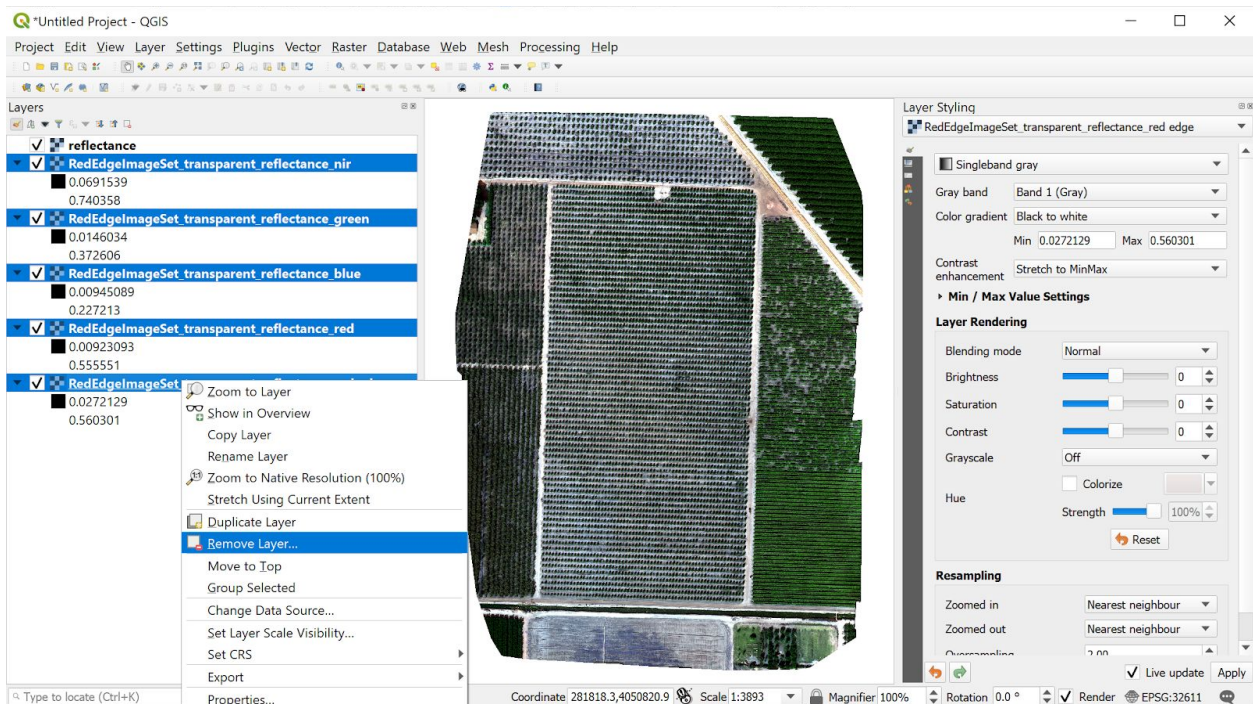 *Untitled Project - QGIS
Project Edit View Layer Settings Plugins Vector Raster Database Web Mesh Processing Help
Layers
reflectance
RedEdgeImageSet_transparent_reflectance_nir
0.0691539
0.740358
RedEdgeImageSet_transparent_reflectance_green
0.0146034
0.372606
RedEdgeImageSet_transparent_reflectance_blue
0.00945089
0.227213
RedEdgeImageSet_transparent_reflectance_red
0.00923093
0.555551
RedEdgeImageSet
0.0272129
0.560301
Zoom to Layer
Show in Overview
Copy Layer
Rename Layer
Zoom to Native Resolution (100%)
Stretch Using Current Extent
Duplicate Layer
Remove Layer...
Move to Top
Group Selected
Change Data Source...
Set Layer Scale Visibility...
Set CRS
Export
Properties...
Layer Styling
RedEdgeImageSet_transparent_reflectance_red edge
Singleband gray
Gray band Band 1 (Gray)
Color gradient Black to white
Min 0.0272129 Max 0.560301
Contrast enhancement Stretch to MinMax
Min / Max Value Settings
Layer Rendering
Blending mode Normal
Brightness 0
Saturation 0
Contrast 0
Grayscale Off
Hue Colorize
Strength 100%
Reset
Resampling
Zoomed in Nearest neighbour
Zoomed out Nearest neighbour
Oversampling 2.00
Live update Apply
Type to locate (Ctrl+K) Coordinate 281818.3,4050820.9 Scale 1:3893 Magnifier 100% Rotation 0.0 ° Render EPSG:32611